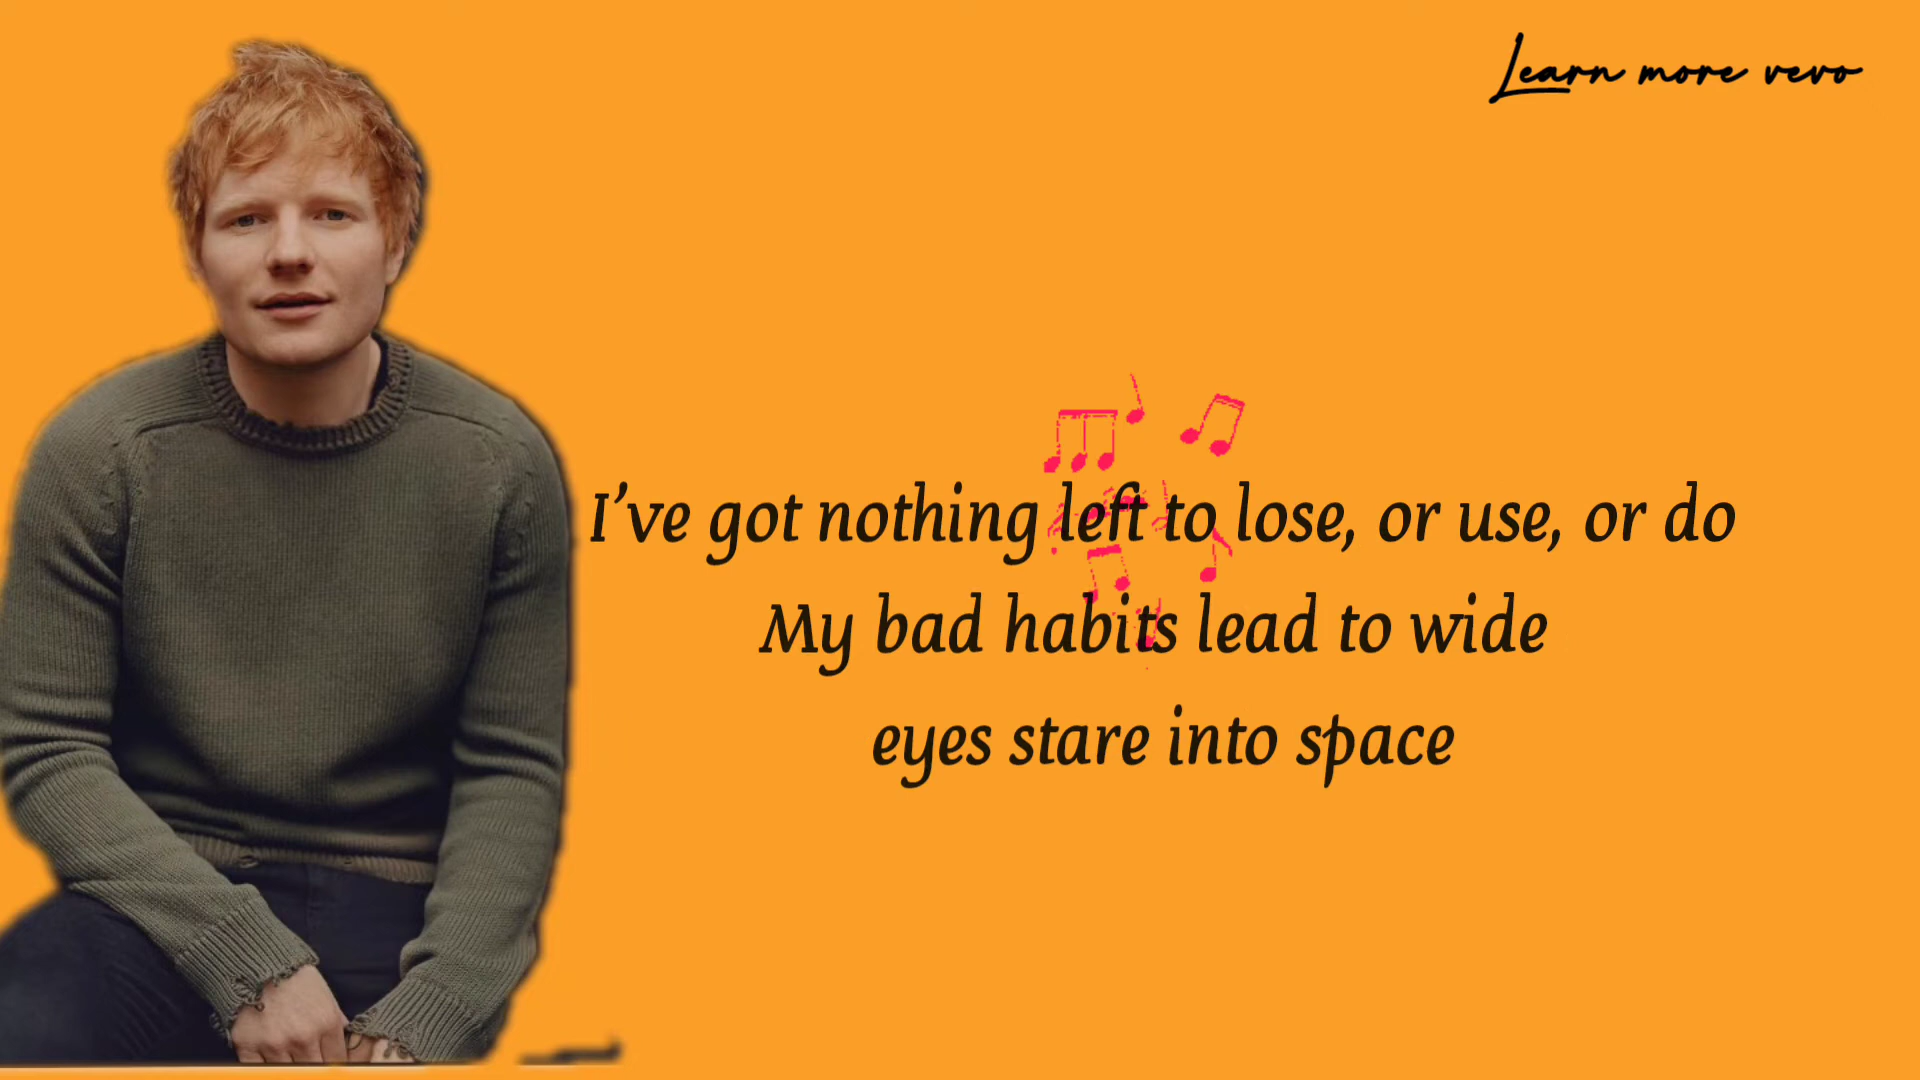 Learn more vevo
I’ve got nothing left to lose, or use, or do
My bad habits lead to wide
eyes stare into space